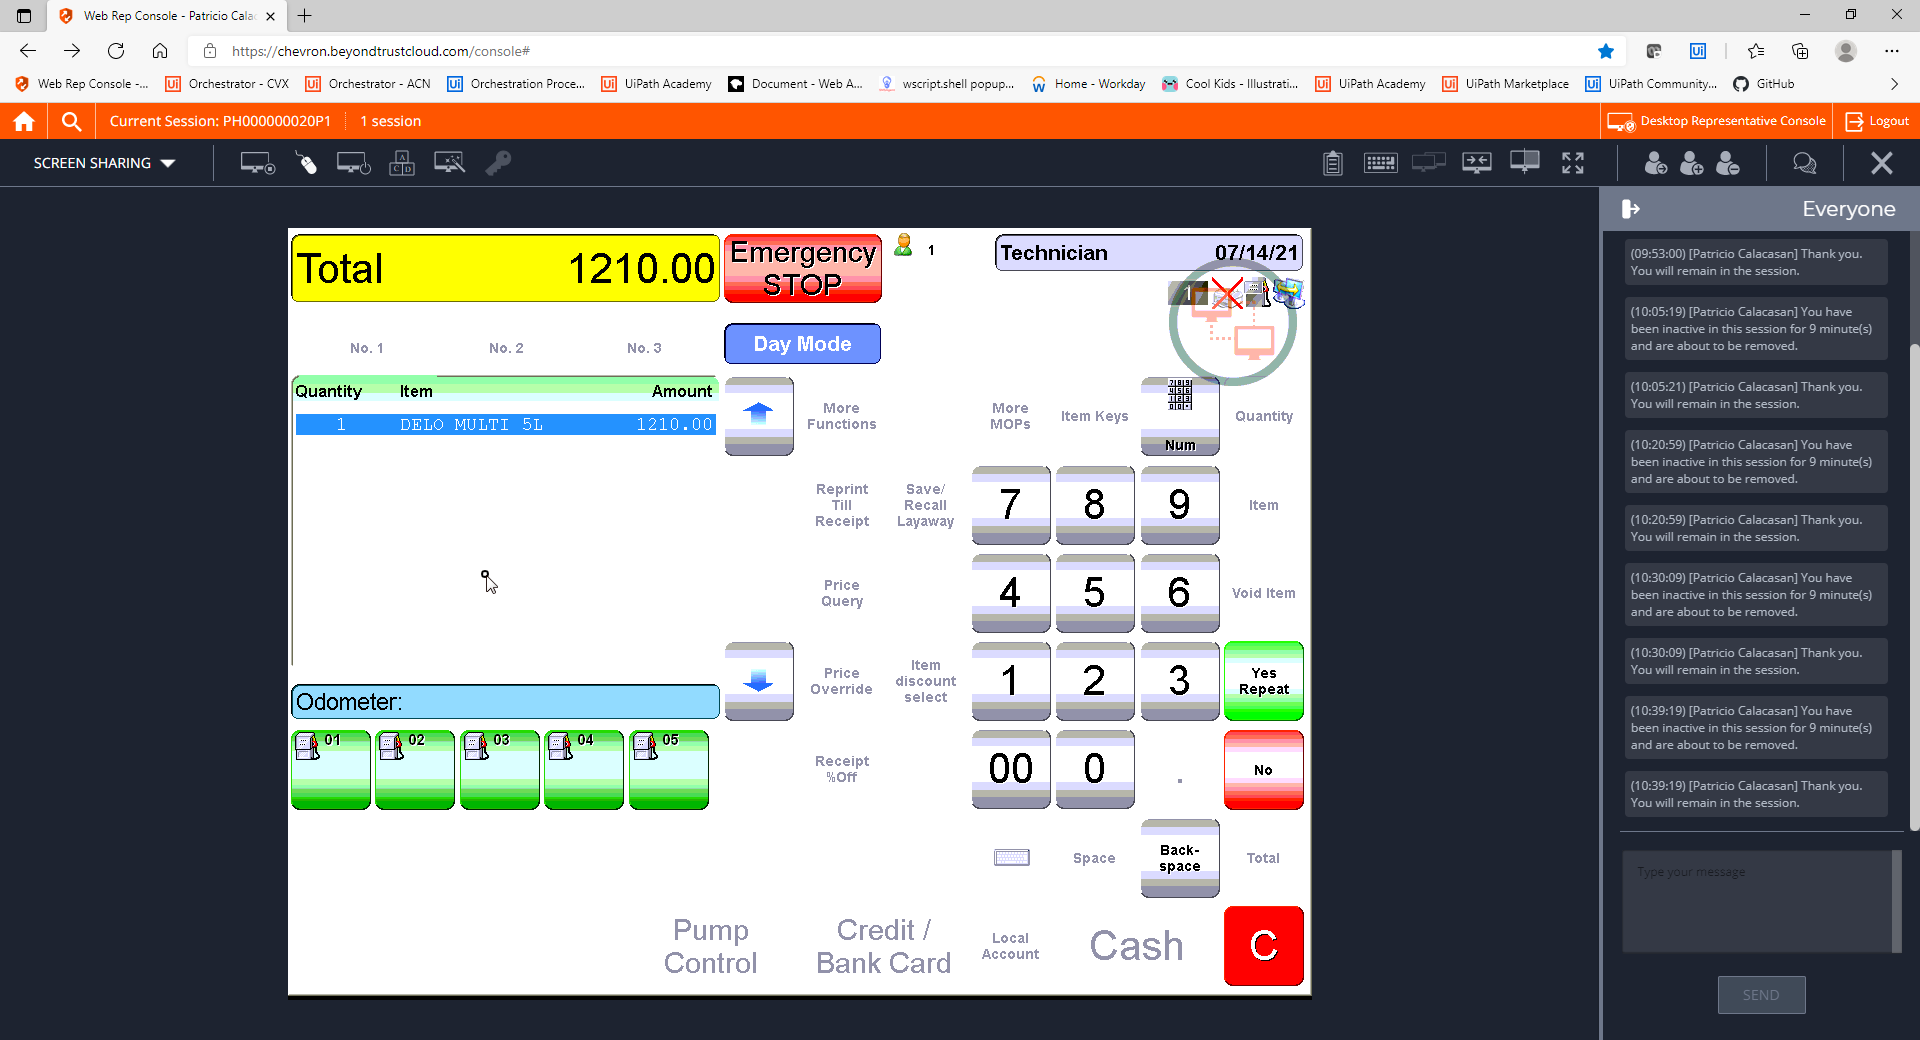 Web Rep Console - Patricio Cala
https://chevron.beyondtrustcloud.com/console#
Web Rep Console -...
Orchestrator - CVX
Orchestrator - ACN
Orchestration Proce...
UiPath Academy
Document - Web A...
wscript.shell popup...
Home - Workday
Cool Kids - Illustrati...
UiPath Academy
UiPath Marketplace
UiPath Community...
GitHub
Current Session: PH000000020P1
1 session
Desktop Representative Console
Logout
SCREEN SHARING
Everyone
Total 1210.00
Emergency
STOP
1
Technician 07/14/21
1
No. 1 No. 2 No. 3
Day Mode
Quantity Item Amount
1 DELO MULTI 5L 1210.00
More
Functions
More
MOPs
Item Keys
Num
Quantity
Reprint
Till
Receipt
Save/
Recall
Layaway
7 8 9
Item
Price
Query
4 5 6
Void Item
Price
Override
Item
discount
select
1 2 3
Yes
Repeat
Odometer:
01 02 03 04 05
Receipt
%Off
00 0 .
No
Space
Back-
space
Total
Pump
Control
Credit /
Bank Card
Local
Account
Cash
C
(09:53:00) [Patricio Calacasan] Thank you.
You will remain in the session.
(10:05:19) [Patricio Calacasan] You have
been inactive in this session for 9 minute(s)
and are about to be removed.
(10:05:21) [Patricio Calacasan] Thank you.
You will remain in the session.
(10:20:59) [Patricio Calacasan] You have
been inactive in this session for 9 minute(s)
and are about to be removed.
(10:20:59) [Patricio Calacasan] Thank you.
You will remain in the session.
(10:30:09) [Patricio Calacasan] You have
been inactive in this session for 9 minute(s)
and are about to be removed.
(10:30:09) [Patricio Calacasan] Thank you.
You will remain in the session.
(10:39:19) [Patricio Calacasan] You have
been inactive in this session for 9 minute(s)
and are about to be removed.
(10:39:19) [Patricio Calacasan] Thank you.
You will remain in the session.
Type your message
SEND